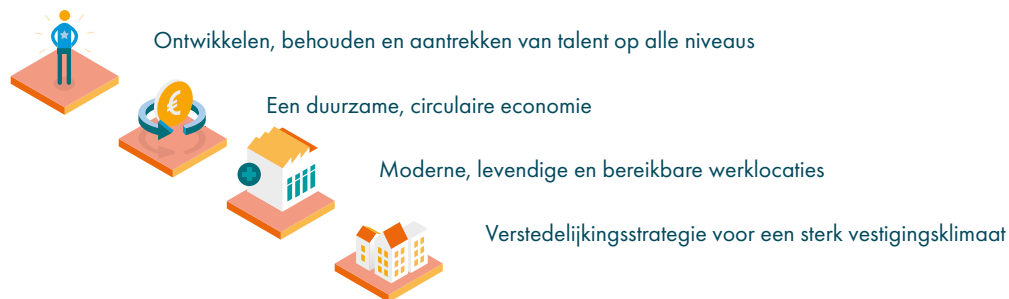 Ontwikkelen, behouden en aantrekken van talent op alle niveaus
€
Een duurzame, circulaire economie
Moderne, levendige en bereikbare werklocaties
Verstedelijkingsstrategie voor een sterk vestigingsklimaat